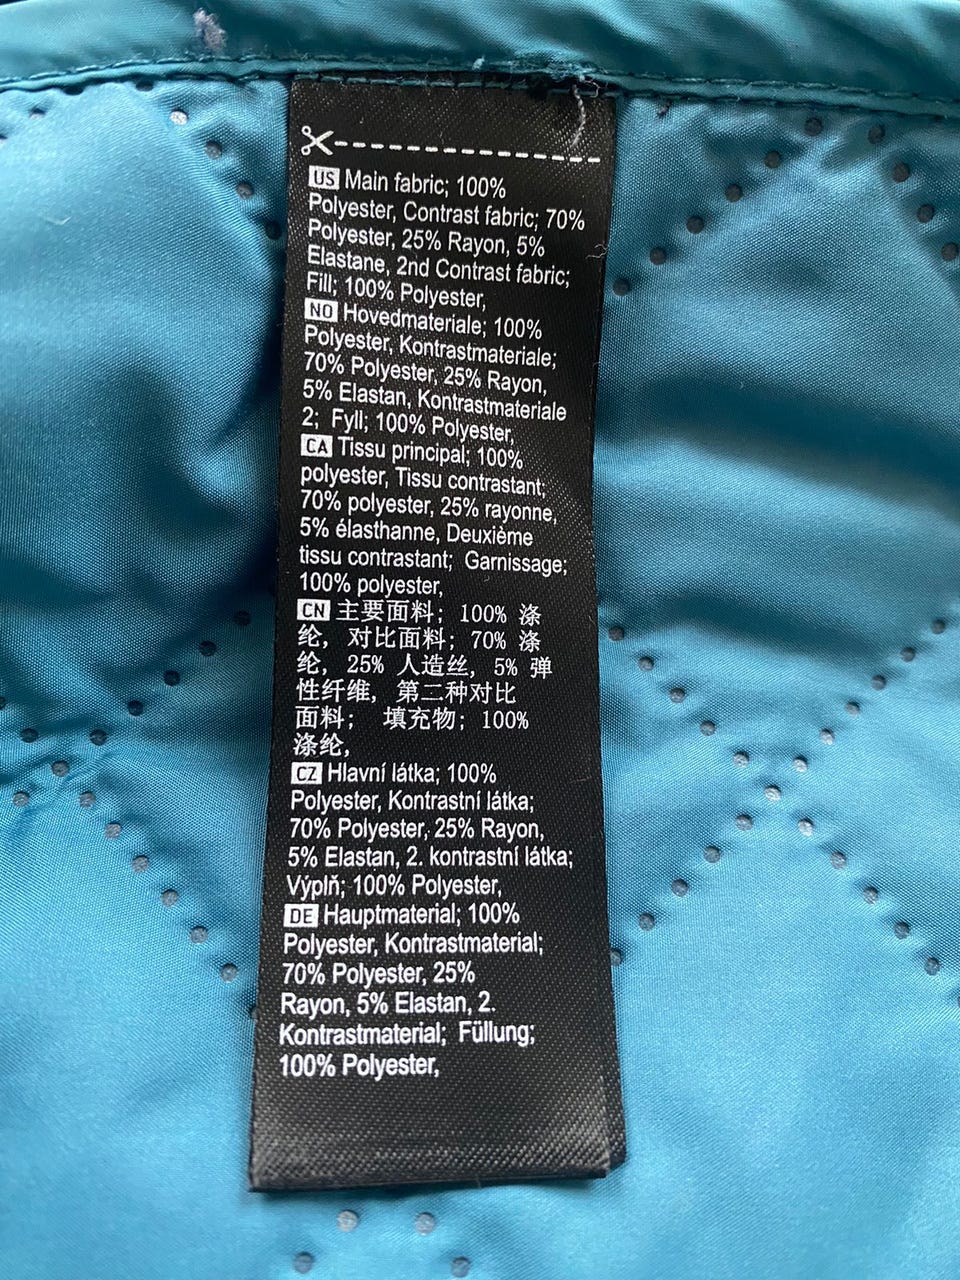 US Main fabric; 100%
Polyester, Contrast fabric; 70%
Polyester, 25% Rayon, 5%
Elastane, 2nd Contrast fabric;
Fill; 100% Polyester,
NO Hovedmateriale; 100%
Polyester, Kontrastmateriale;
70% Polyester, 25% Rayon,
5% Elastan, Kontrastmateriale
2; Fyll; 100% Polyester,
CA Tissu principal; 100%
polyester, Tissu contrastant;
70% polyester, 25% rayonne,
5% élasthanne, Deuxième
tissu contrastant; Garnissage;
100% polyester,
CN 主要面料; 100% 涤
纶, 对比面料; 70% 涤
纶, 25% 人造丝, 5% 弹
性纤维, 第二种对比
面料; 填充物; 100%
涤纶,
CZ Hlavní látka; 100%
Polyester, Kontrastní látka;
70% Polyester, 25% Rayon,
5% Elastan, 2. kontrastní látka;
Výplň; 100% Polyester,
DE Hauptmaterial; 100%
Polyester, Kontrastmaterial;
70% Polyester, 25%
Rayon, 5% Elastan, 2.
Kontrastmaterial; Füllung;
100% Polyester,